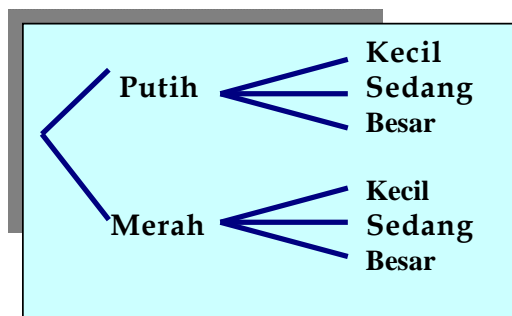 Putih
Kecil
Sedang
Besar
Merah
Kecil
Sedang
Besar